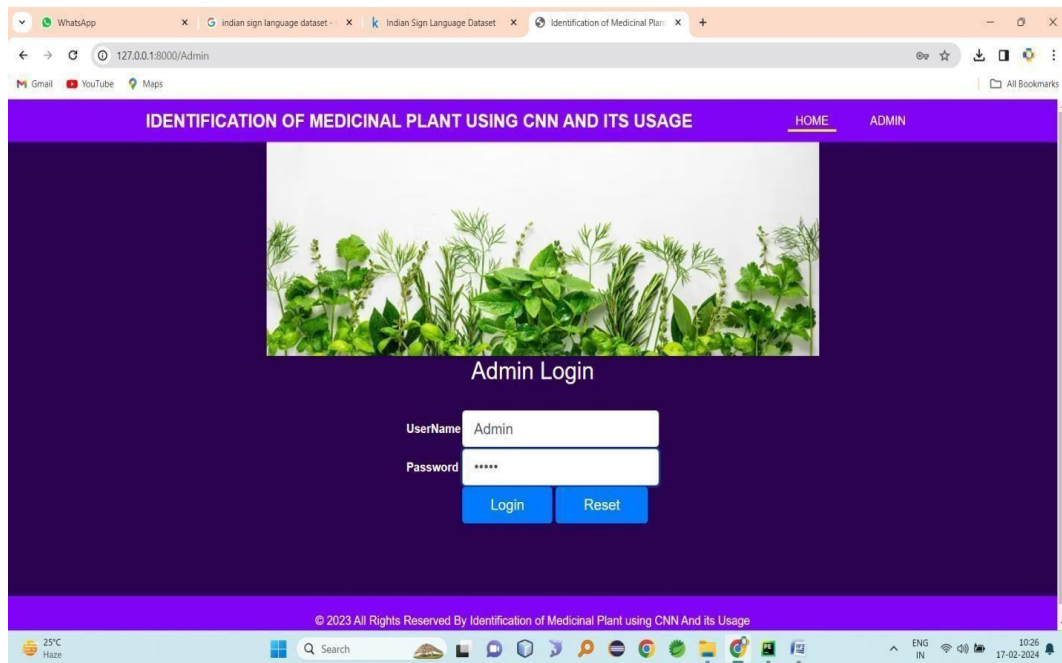 WhatsApp
indian sign language dataset -
Indian Sign Language Dataset
Identification of Medicinal Plan
127.0.0.1:8000/Admin
Gmail YouTube Maps All Bookmarks
IDENTIFICATION OF MEDICINAL PLANT USING CNN AND ITS USAGE HOME ADMIN
Admin Login
UserName Admin
Password •••••
Login Reset
© 2023 All Rights Reserved By Identification of Medicinal Plant using CNN And its Usage
25°C
Haze
Search
ENG
IN
10:26
17-02-2024